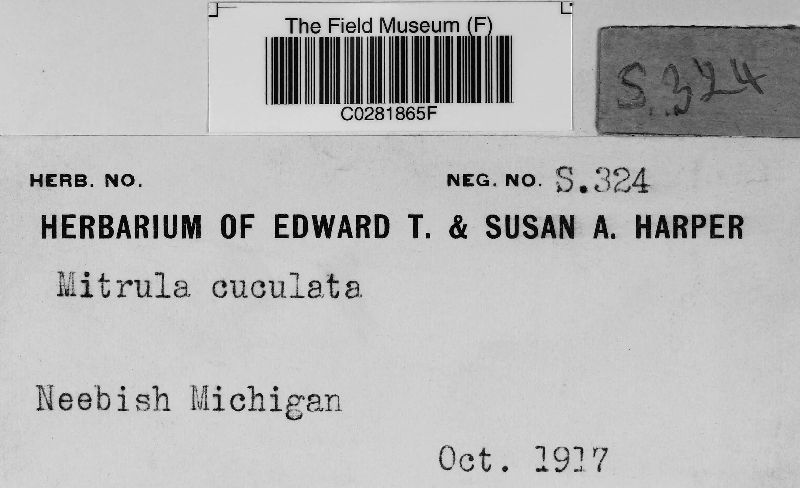 The Field Museum (F)
C0281865F
S.324
HERB. NO.
NEG. NO. S.324
HERBARIUM OF EDWARD T. & SUSAN A. HARPER
Mitrula cuculata
Neebish Michigan
Oct. 1917